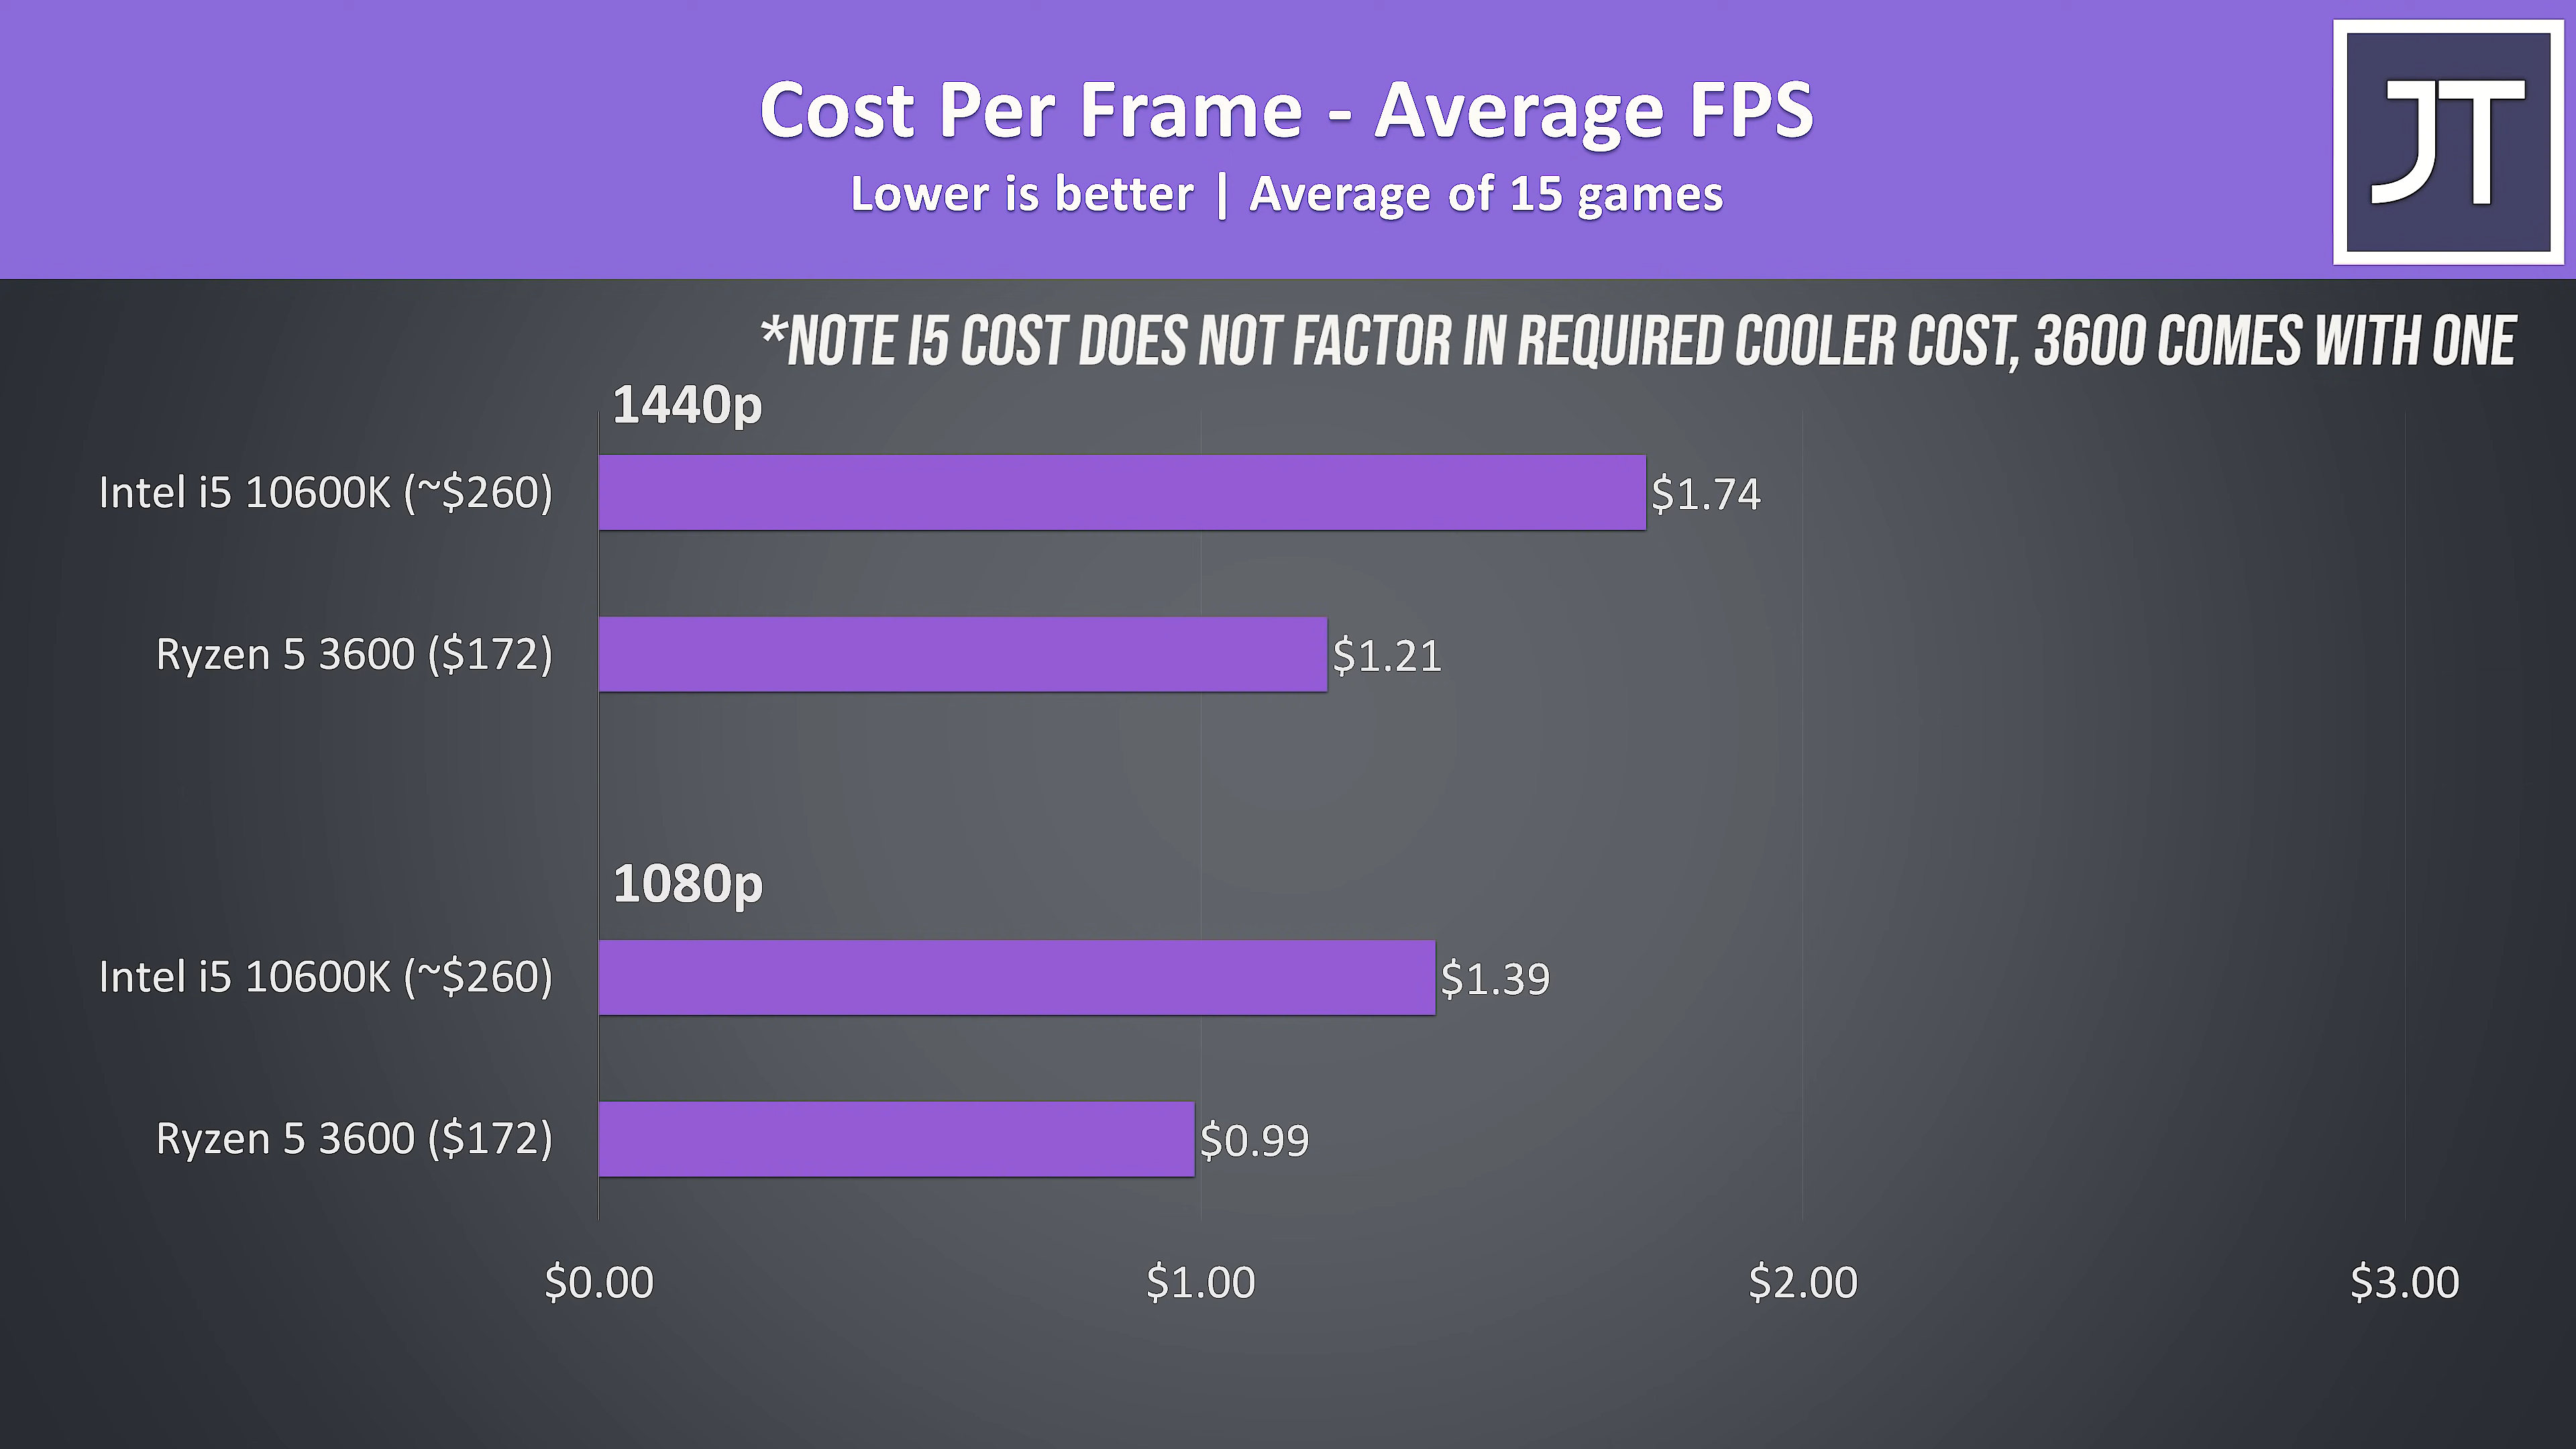 Cost Per Frame - Average FPS
Lower is better | Average of 15 games
JT
*NOTE I5 COST DOES NOT FACTOR IN REQUIRED COOLER COST, 3600 COMES WITH ONE
1440p
Intel i5 10600K (~$260) $1.74
Ryzen 5 3600 ($172) $1.21
1080p
Intel i5 10600K (~$260) $1.39
Ryzen 5 3600 ($172) $0.99
$0.00 $1.00 $2.00 $3.00